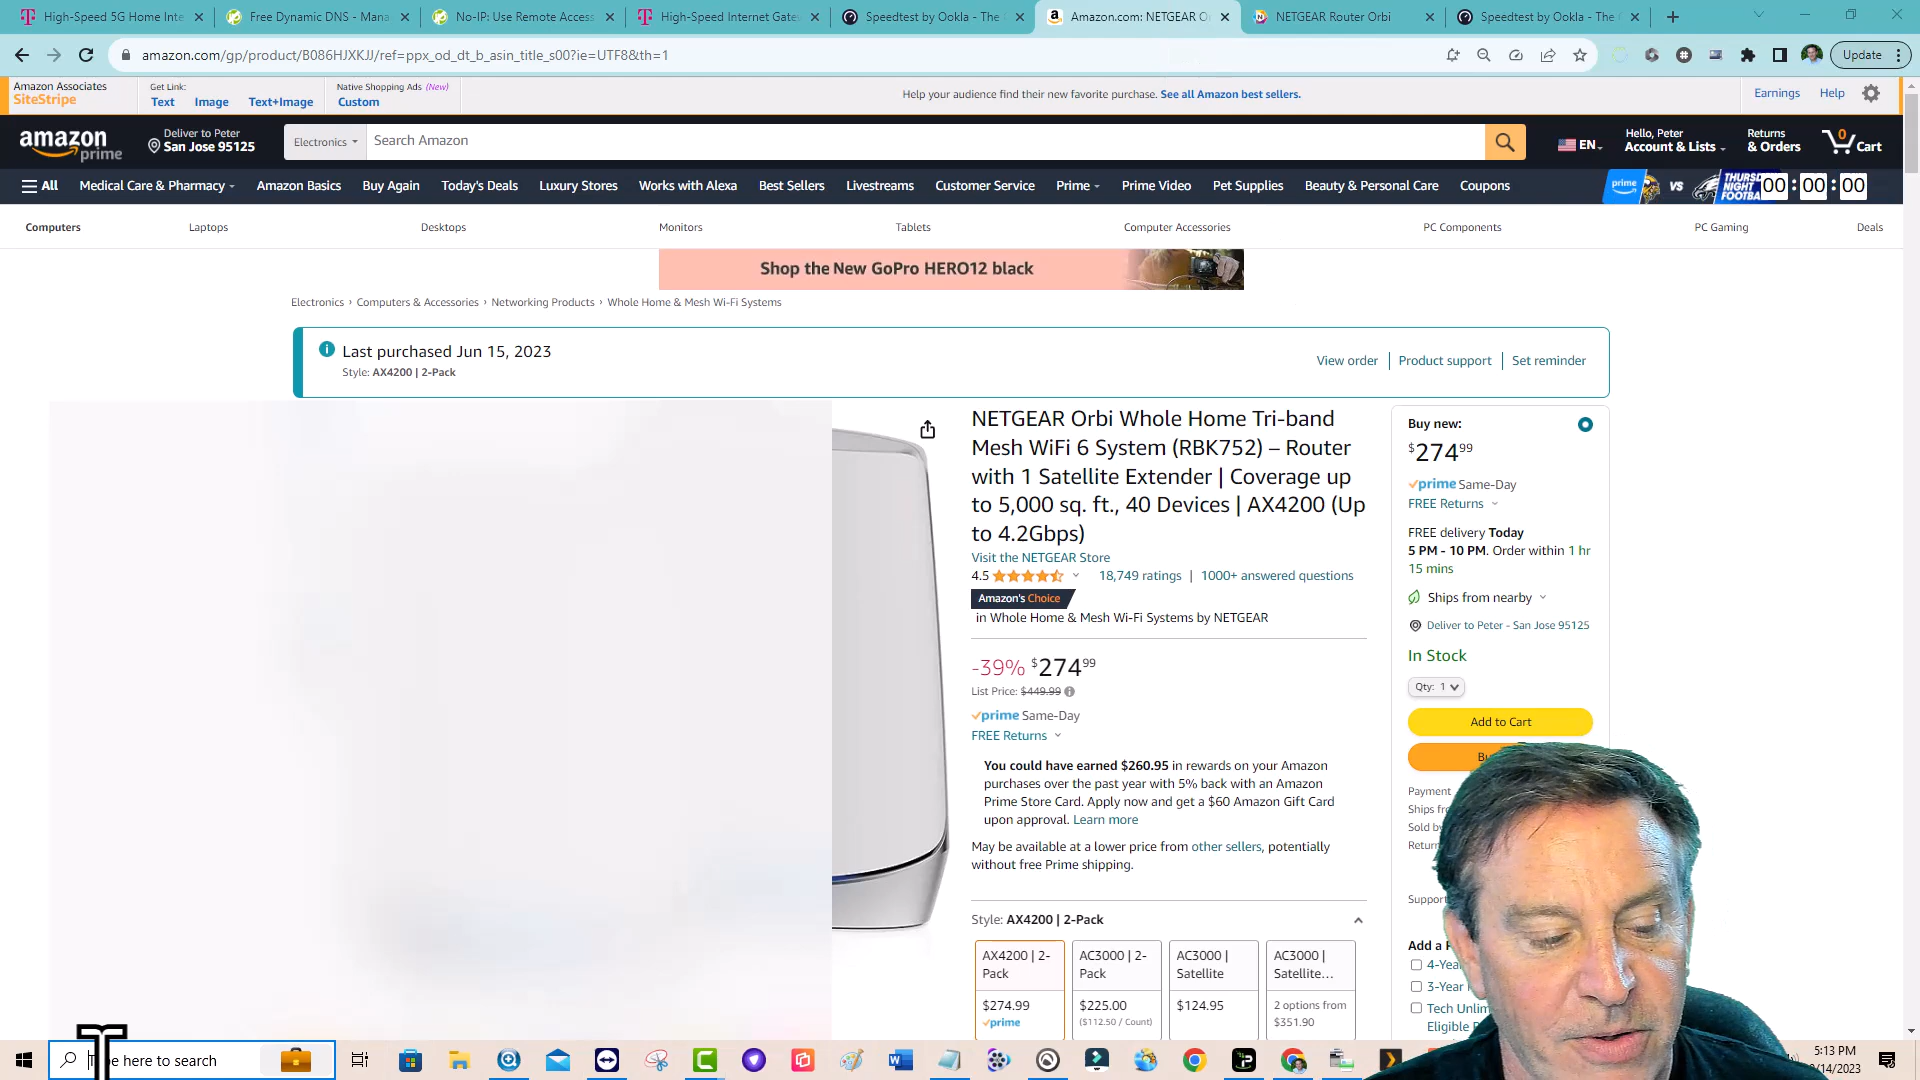 High-Speed 5G Home Inte
Free Dynamic DNS - Mana
No-IP: Use Remote Access
High-Speed Internet Gatew
Speedtest by Ookla - The
Amazon.com: NETGEAR O
NETGEAR Router Orbi
Speedtest by Ookla - The
amazon.com/gp/product/B086HJXKJJ/ref=ppx_od_dt_b_asin_title_s00?ie=UTF8&th=1
Update
Amazon Associates
SiteStripe
Get Link:
Text Image Text+Image
Native Shopping Ads (New)
Custom
Help your audience find their new favorite purchase. See all Amazon best sellers.
Earnings Help
amazon
prime
Deliver to Peter
San Jose 95125
Electronics
Search Amazon
EN
Hello, Peter
Account & Lists
Returns
& Orders
0
Cart
All Medical Care & Pharmacy Amazon Basics Buy Again Today's Deals Luxury Stores Works with Alexa Best Sellers Livestreams Customer Service Prime Prime Video Pet Supplies Beauty & Personal Care Coupons
prime VS THURSD
NIGHT
FOOTBA
00 : 00 : 00
Computers Laptops Desktops Monitors Tablets Computer Accessories PC Components PC Gaming Deals
Shop the New GoPro HERO12 black
Electronics › Computers & Accessories › Networking Products › Whole Home & Mesh Wi-Fi Systems
Last purchased Jun 15, 2023
Style: AX4200 | 2-Pack
View order Product support Set reminder
NETGEAR Orbi Whole Home Tri-band
Mesh WiFi 6 System (RBK752) – Router
with 1 Satellite Extender | Coverage up
to 5,000 sq. ft., 40 Devices | AX4200 (Up
to 4.2Gbps)
Visit the NETGEAR Store
4.5 18,749 ratings | 1000+ answered questions
Amazon's Choice
in Whole Home & Mesh Wi-Fi Systems by NETGEAR
-39% $274 99
List Price: $449.99
prime Same-Day
FREE Returns
You could have earned $260.95 in rewards on your Amazon
purchases over the past year with 5% back with an Amazon
Prime Store Card. Apply now and get a $60 Amazon Gift Card
upon approval. Learn more
May be available at a lower price from other sellers, potentially
without free Prime shipping.
Style: AX4200 | 2-Pack
AX4200 | 2-
Pack
$274.99
prime
AC3000 | 2-
Pack
$225.00
($112.50 / Count)
AC3000 |
Satellite
$124.95
AC3000 |
Satellite...
2 options from
$351.90
Buy new:
$274 99
prime Same-Day
FREE Returns
FREE delivery Today
5 PM - 10 PM. Order within 1 hr
15 mins
Ships from nearby
Deliver to Peter - San Jose 95125
In Stock
Qty: 1
Add to Cart
Bu
Payment
Ships fro
Sold by
Return
Support
Add a P
4-Yea
3-Year
Tech Unlim
Eligible
Type here to search
5:13 PM
/14/2023